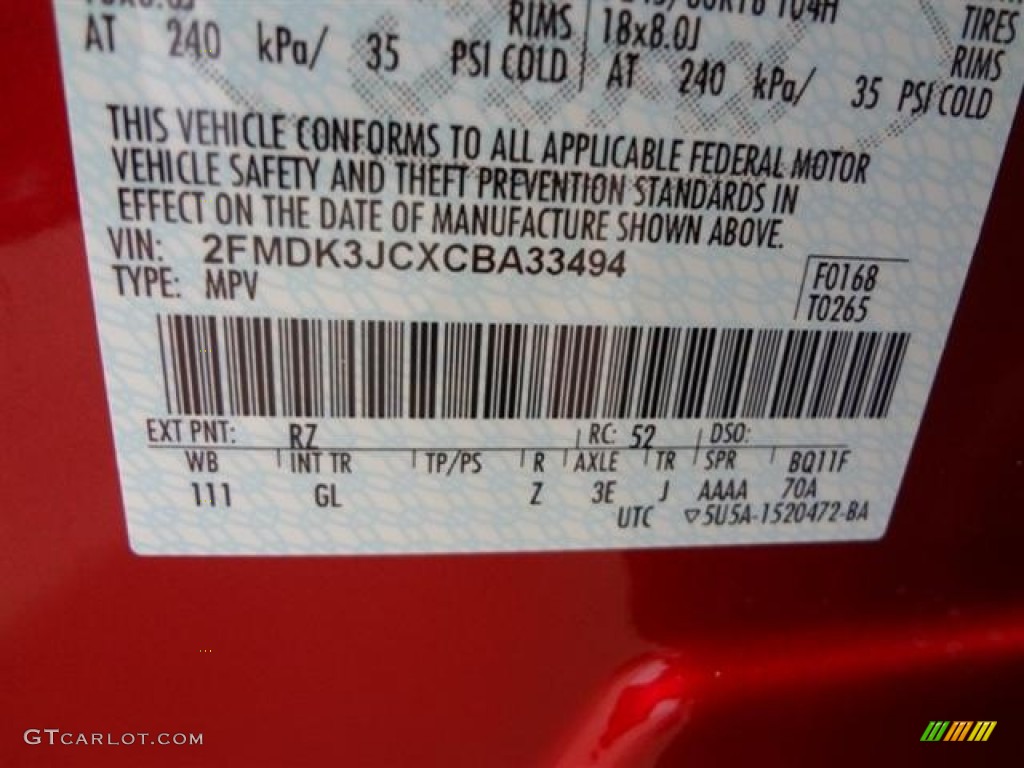 RIMS 18x8.0J TIRES
AT 240 kPa/ 35 PSI COLD AT 240 kPa/ 35 PSI COLD RIMS
THIS VEHICLE CONFORMS TO ALL APPLICABLE FEDERAL MOTOR
VEHICLE SAFETY AND THEFT PREVENTION STANDARDS IN
EFFECT ON THE DATE OF MANUFACTURE SHOWN ABOVE.
VIN: 2FMDK3JCXCBA33494
TYPE: MPV
F0168
T0265
EXT PNT: RZ RC: 52 DSO:
WB INT TR TP/PS R AXLE TR SPR BQ11F
111 GL Z 3E J AAAA 70A
UTC ▽5U5A-1520472-BA
GTCARLOT.COM